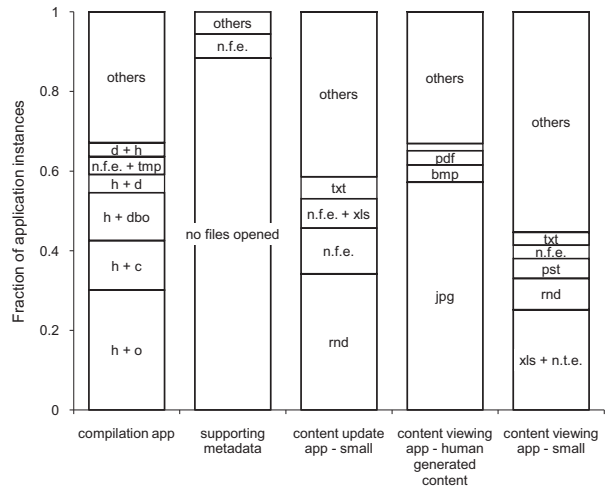 Fraction of application instances
1
0.8
0.6
0.4
0.2
0
others
d + h
n.f.e. + tmp
h + d
h + dbo
h + c
h + o
others
n.f.e.
no files opened
others
txt
n.f.e. + xls
n.f.e.
rnd
others
pdf
bmp
jpg
others
txt
n.f.e.
pst
rnd
xls + n.t.e.
compilation app
supporting
metadata
content update
app - small
content viewing
app - human
generated
content
content viewing
app - small